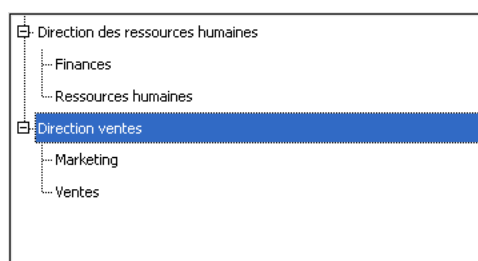 Direction des ressources humaines
Finances
Ressources humaines
Direction ventes
Marketing
Ventes